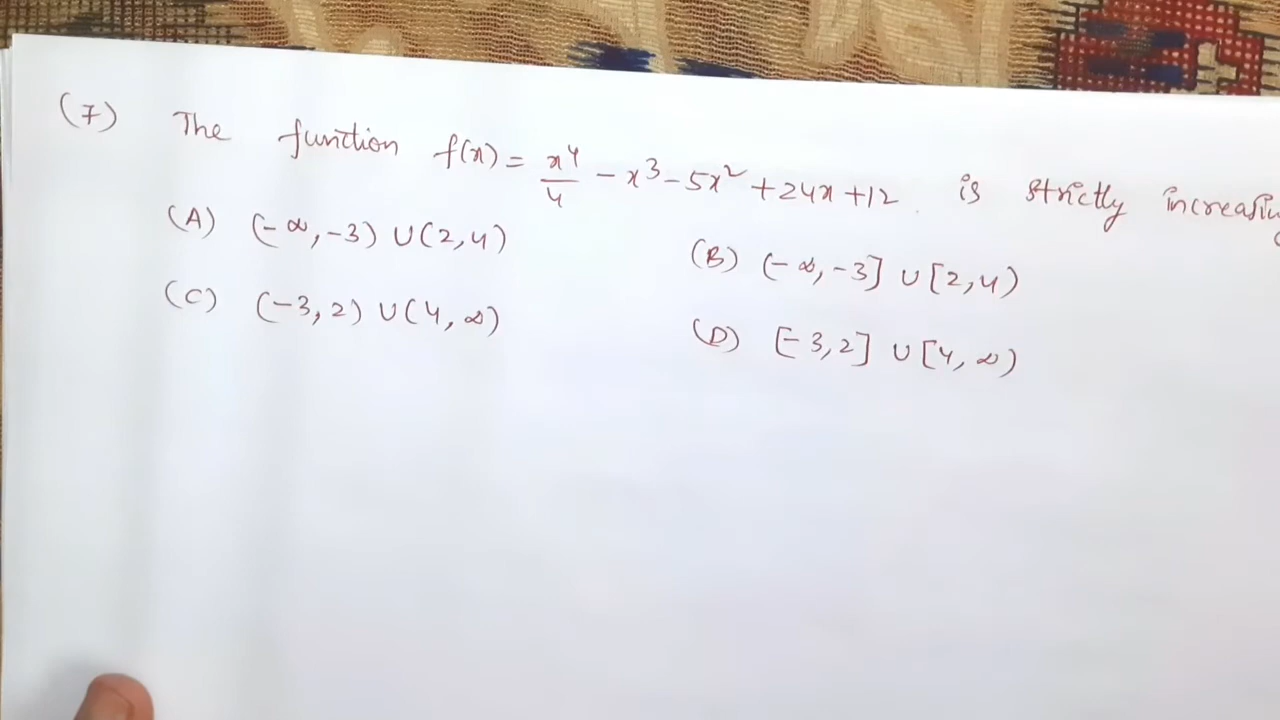 (7) The function f(x) = x⁴/4 - x³ - 5x² + 24x + 12 is strictly increasing
(A) (-∞, -3) ∪ (2, 4)
(B) (-∞, -3] ∪ [2, 4)
(C) (-3, 2) ∪ (4, ∞)
(D) [-3, 2] ∪ [4, ∞)